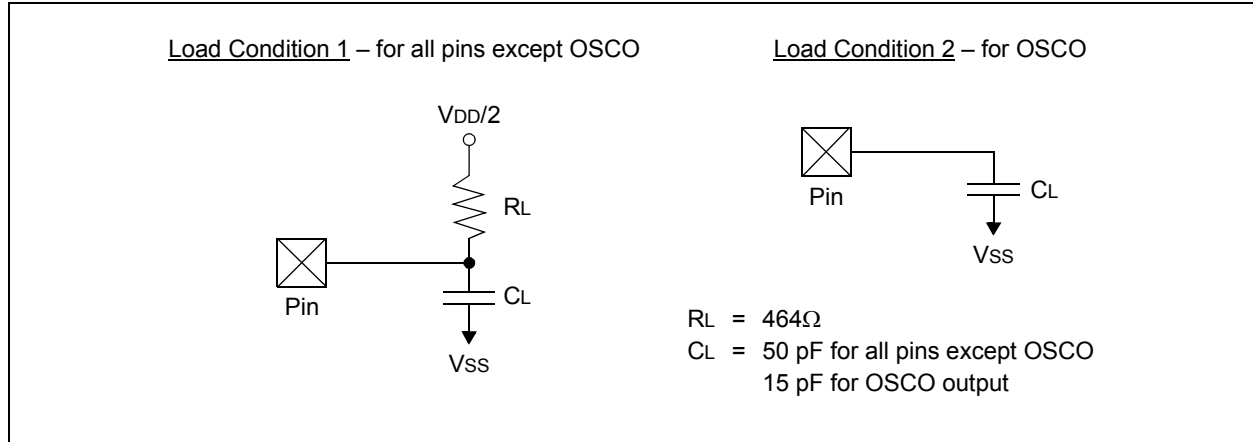 Load Condition 1 – for all pins except OSCO
VDD/2
RL
Pin
CL
VSS
Load Condition 2 – for OSCO
Pin
CL
VSS
RL = 464Ω
CL = 50 pF for all pins except OSCO
15 pF for OSCO output